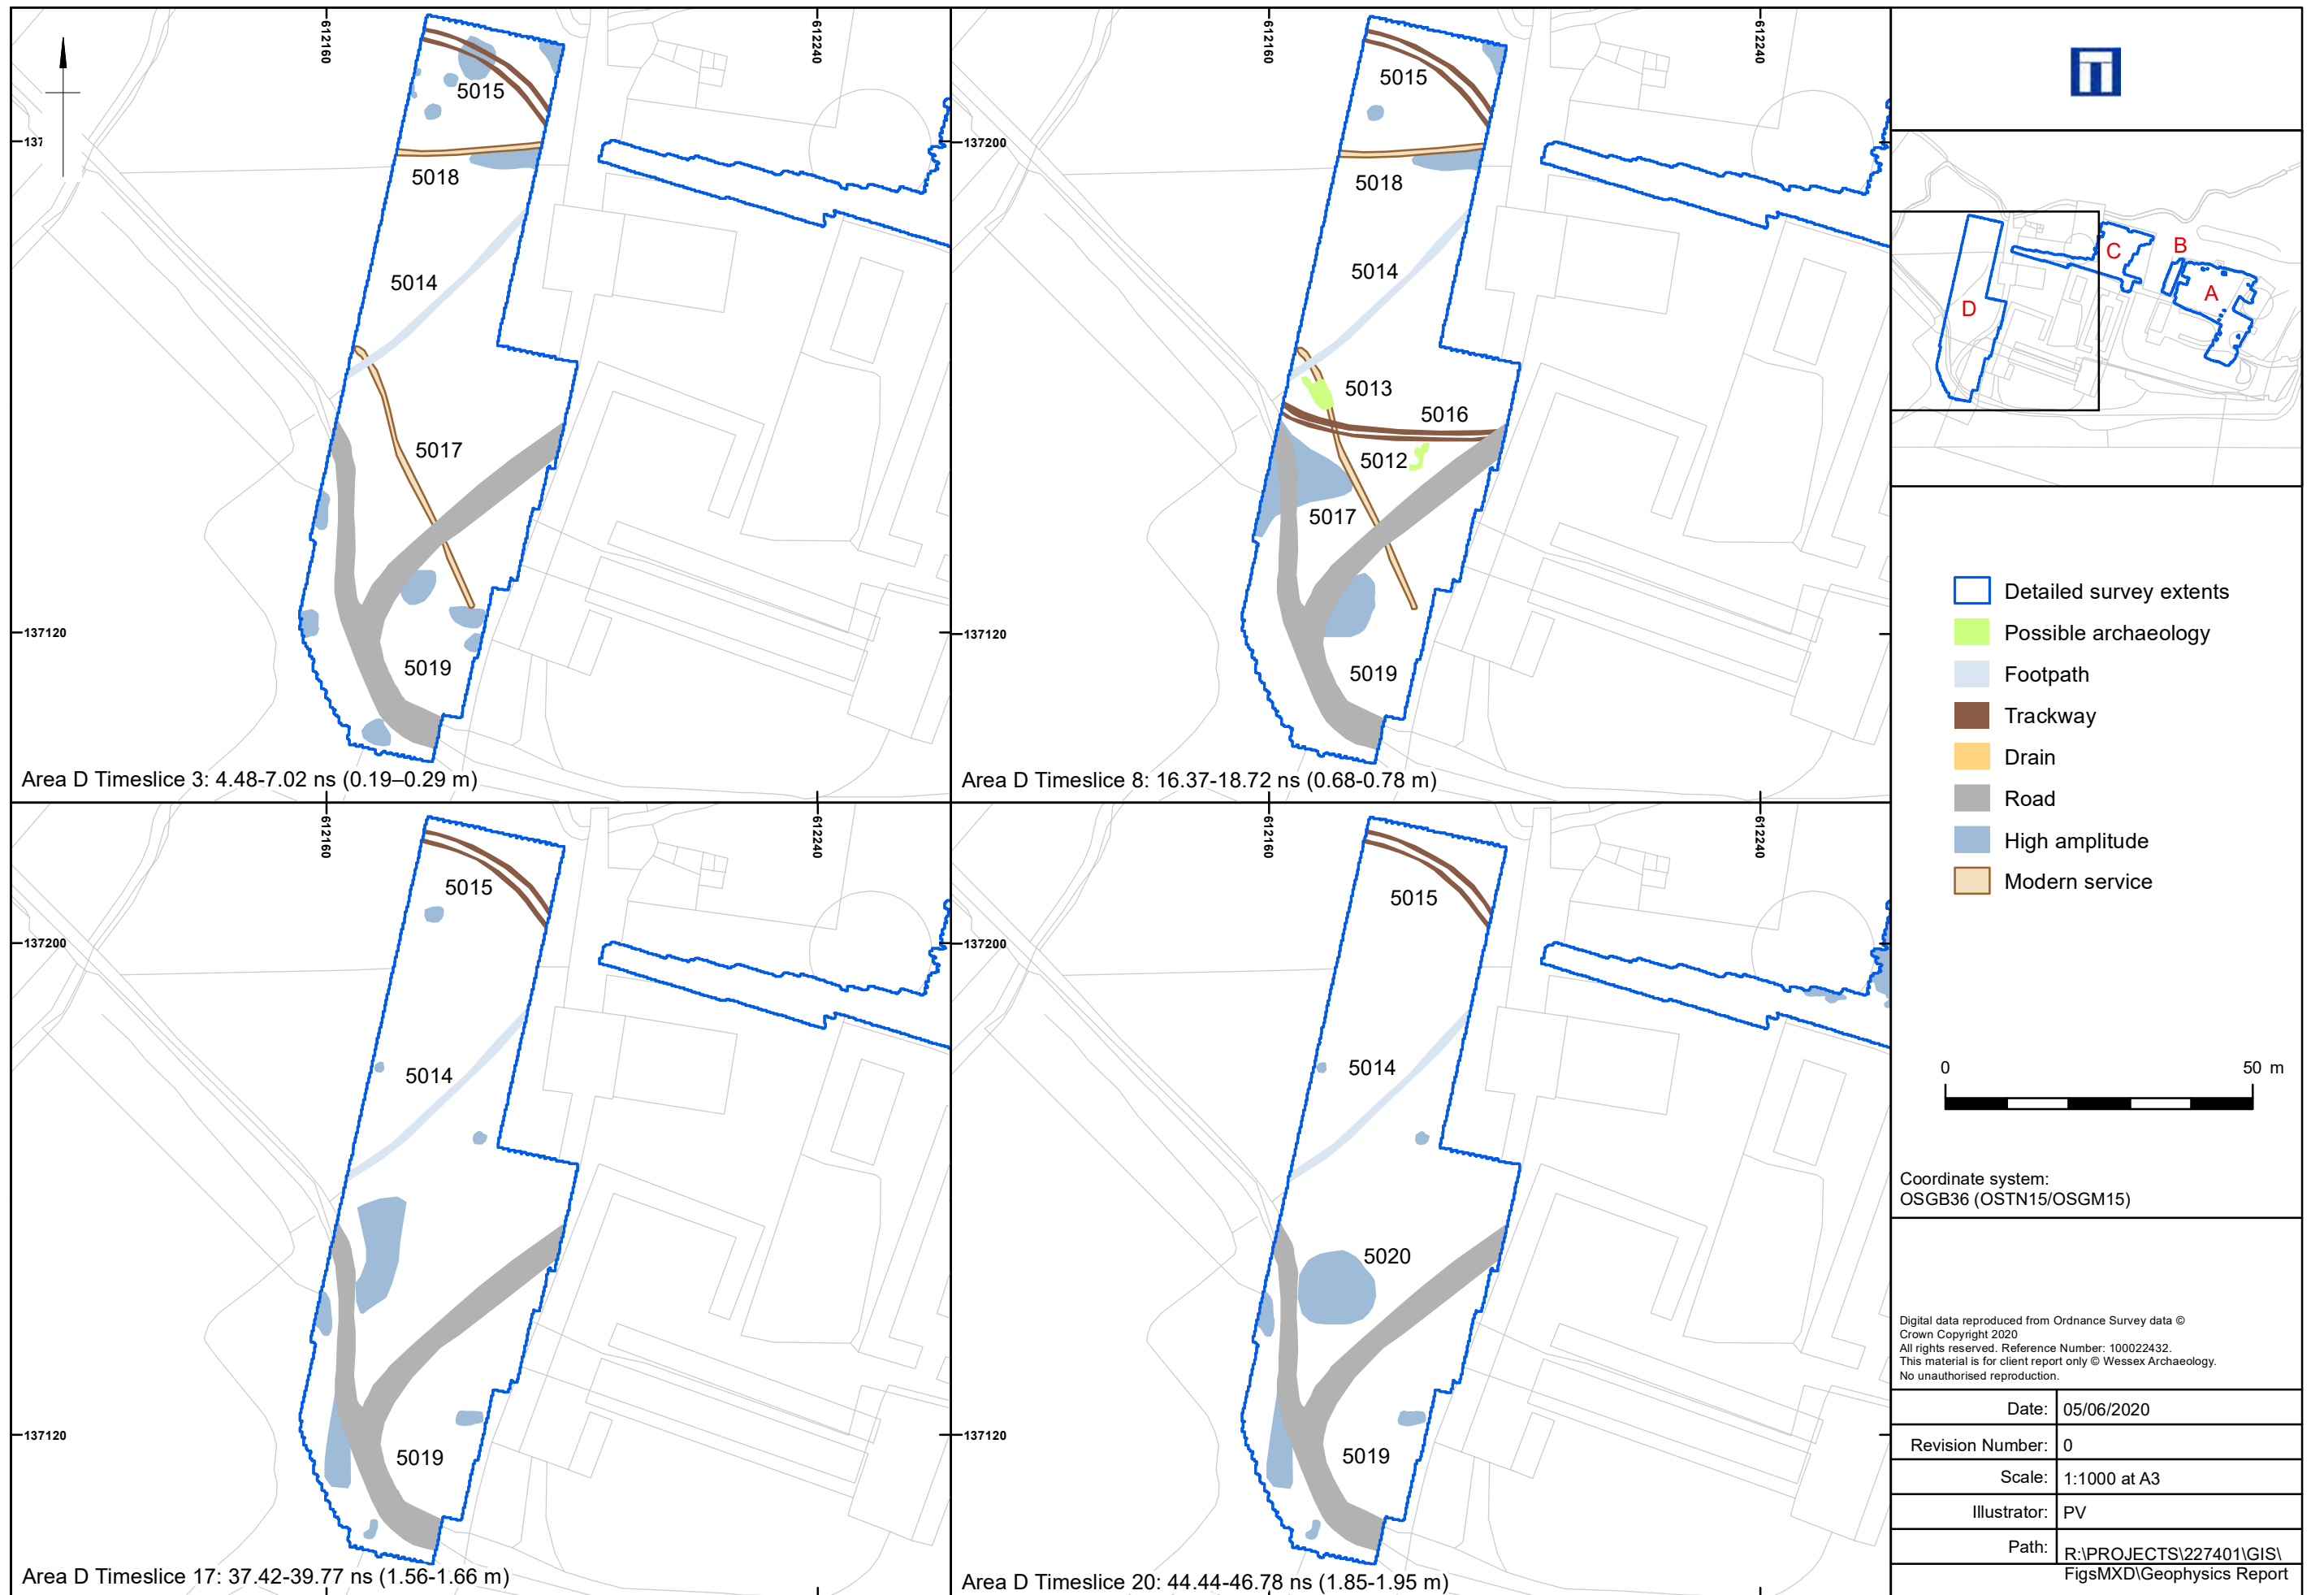 612160
612240
137
5015
5018
5014
5017
137120
5019
Area D Timeslice 3: 4.48-7.02 ns (0.19–0.29 m)
612160
612240
137200
5015
5018
5014
5013
5016
5012
5017
137120
5019
Area D Timeslice 8: 16.37-18.72 ns (0.68-0.78 m)
612160
612240
137200
5015
5014
137120
5019
Area D Timeslice 17: 37.42-39.77 ns (1.56-1.66 m)
612160
612240
137200
5015
5014
5020
137120
5019
Area D Timeslice 20: 44.44-46.78 ns (1.85-1.95 m)
C
B
A
D
Detailed survey extents
Possible archaeology
Footpath
Trackway
Drain
Road
High amplitude
Modern service
0 50 m
Coordinate system:
OSGB36 (OSTN15/OSGM15)
Digital data reproduced from Ordnance Survey data ©
Crown Copyright 2020
All rights reserved. Reference Number: 100022432.
This material is for client report only © Wessex Archaeology.
No unauthorised reproduction.
Date: 05/06/2020
Revision Number: 0
Scale: 1:1000 at A3
Illustrator: PV
Path: R:\PROJECTS\227401\GIS\
FigsMXD\Geophysics Report